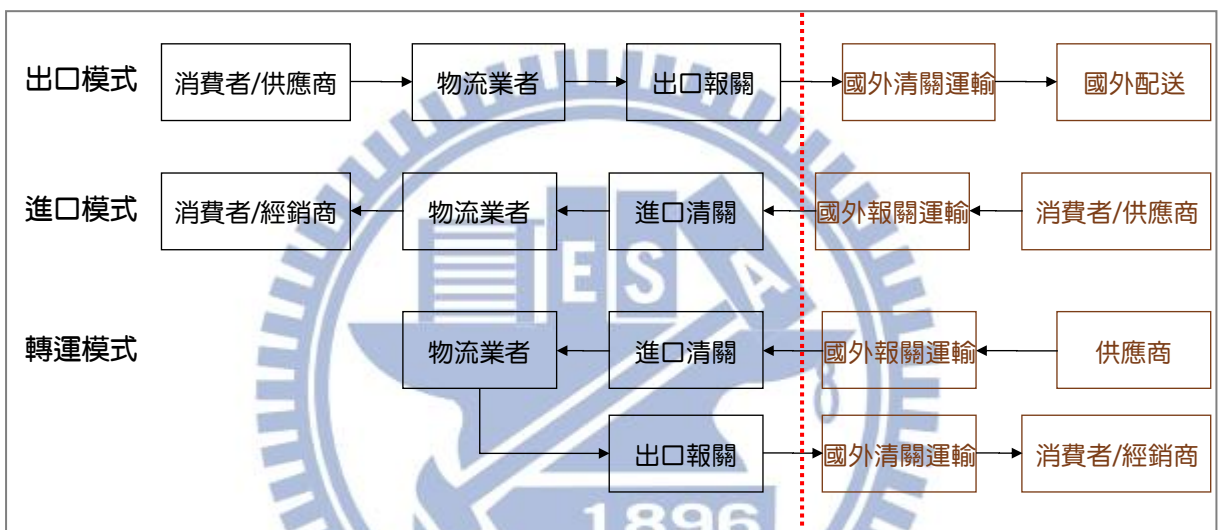 出口模式 消費者/供應商 物流業者 出口報關 國外清關運輸 國外配送
進口模式 消費者/經銷商 物流業者 進口清關 國外報關運輸 消費者/供應商
E S A
轉運模式 物流業者 進口清關 國外報關運輸 供應商
8
出口報關 國外清關運輸 消費者/經銷商
1896